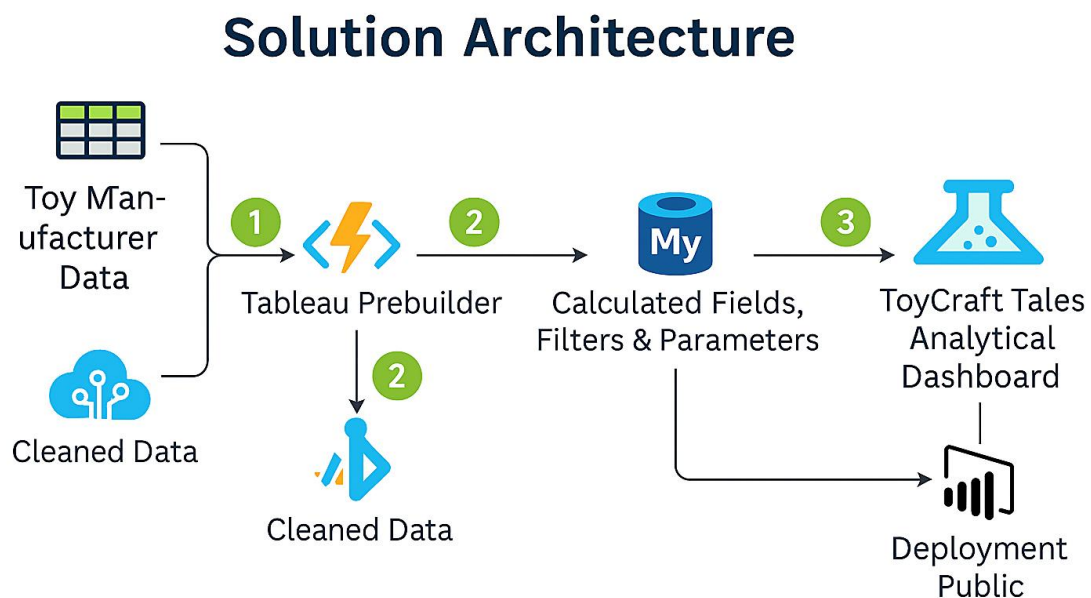 Solution Architecture
Toy Man-
ufacturer
Data
1
Tableau Prebuilder
2
My
Calculated Fields,
Filters & Parameters
3
ToyCraft Tales
Analytical
Dashboard
Cleaned Data
2
Cleaned Data
Deployment
Public